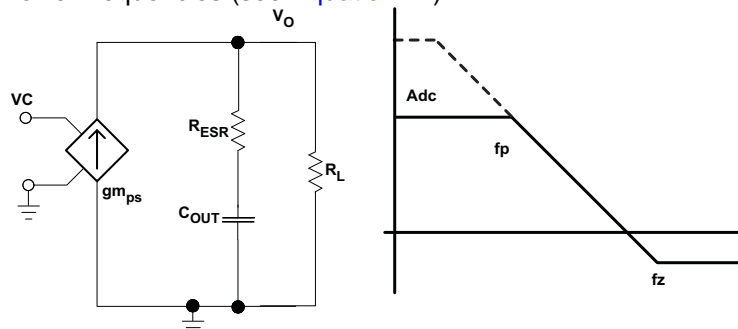 V_O
VC
R_ESR
R_L
gm_ps
C_OUT
Adc
fp
fz